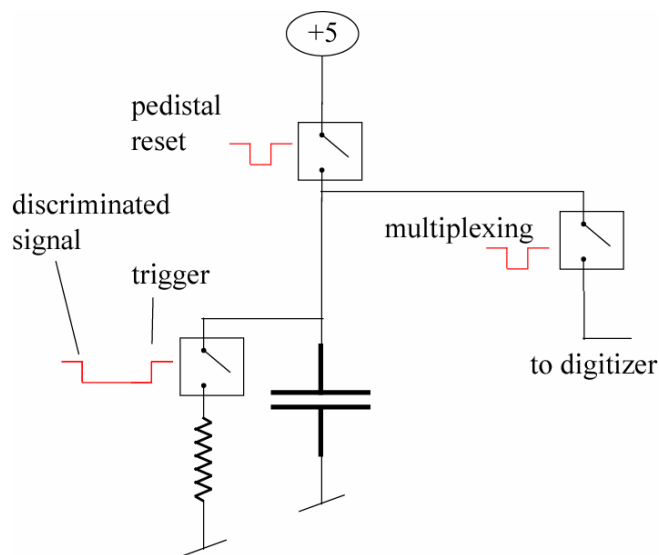 +5
pedistal
reset
discriminated
signal
trigger
multiplexing
to digitizer